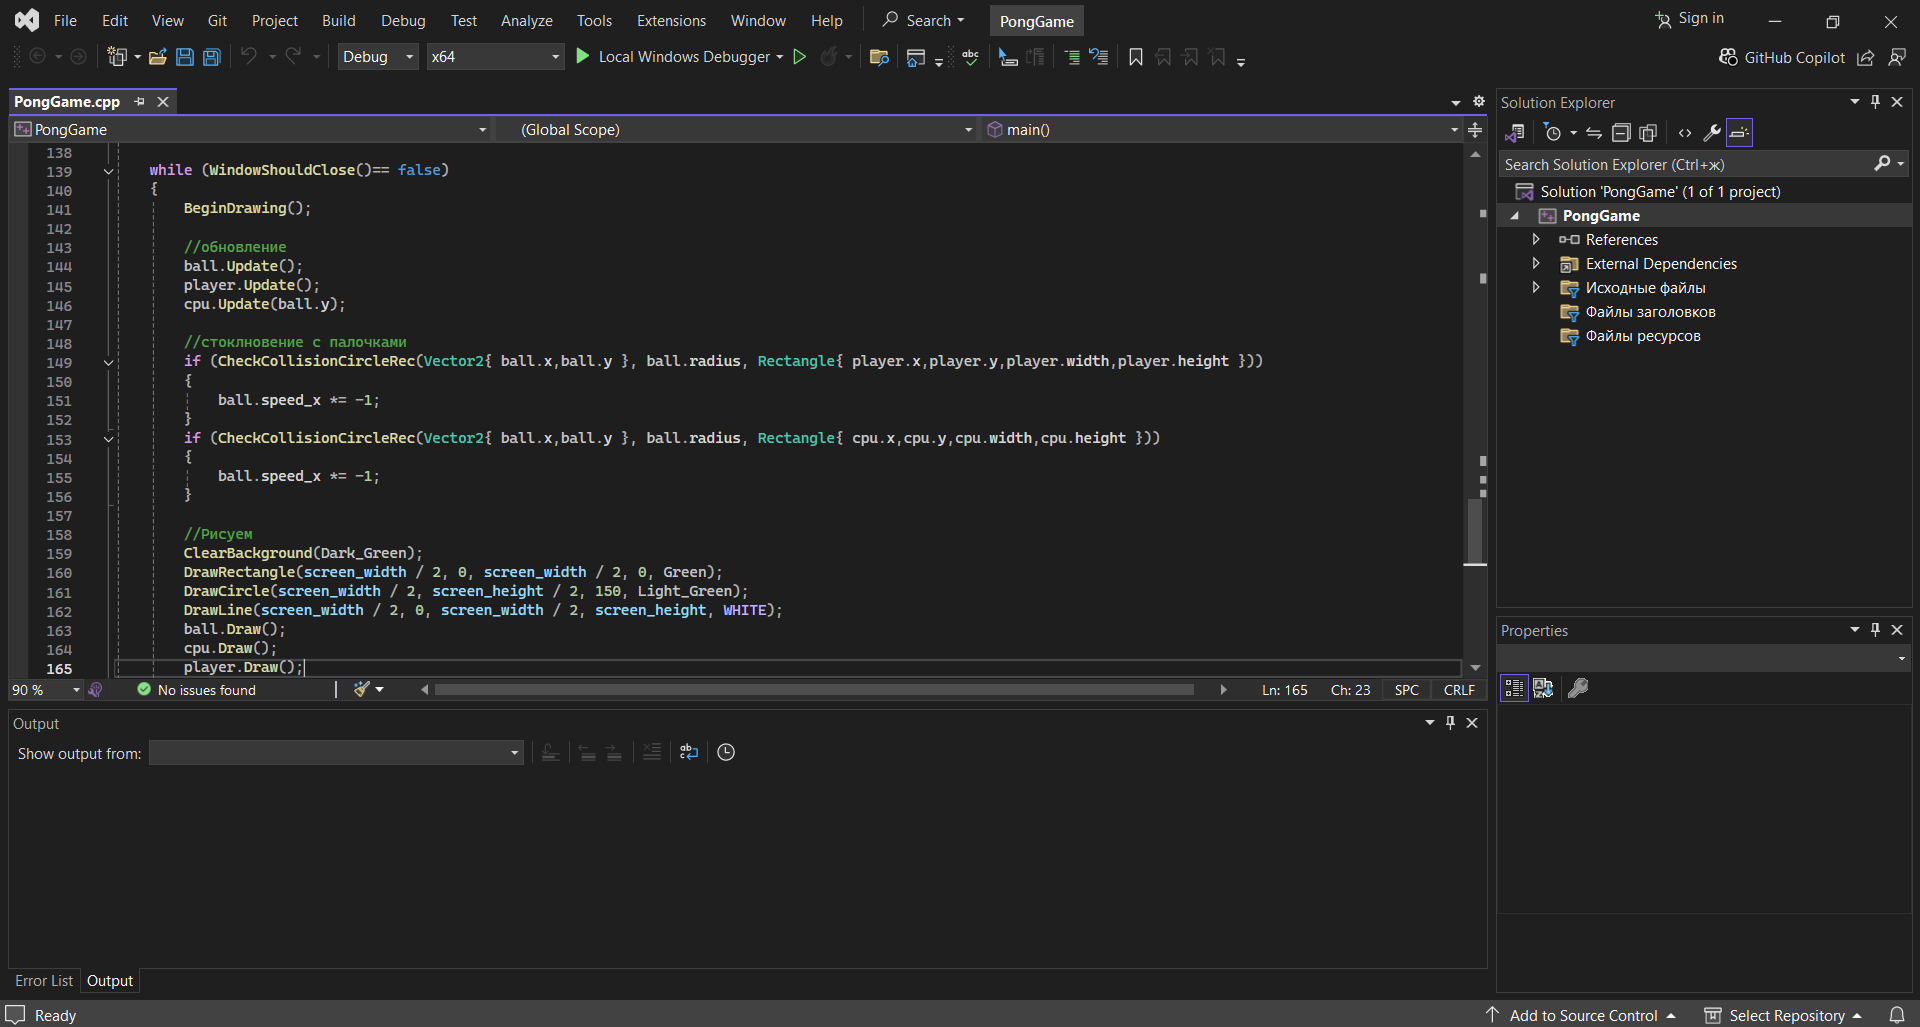 File Edit View Git Project Build Debug Test Analyze Tools Extensions Window Help Search PongGame Sign in
Debug x64 Local Windows Debugger GitHub Copilot
PongGame.cpp
PongGame (Global Scope) main()
138
139 while (WindowShouldClose()== false)
140 {
141 BeginDrawing();
142
143 //обновление
144 ball.Update();
145 player.Update();
146 cpu.Update(ball.y);
147
148 //стоклновение с палочками
149 if (CheckCollisionCircleRec(Vector2{ ball.x,ball.y }, ball.radius, Rectangle{ player.x,player.y,player.width,player.height }))
150 {
151 ball.speed_x *= -1;
152 }
153 if (CheckCollisionCircleRec(Vector2{ ball.x,ball.y }, ball.radius, Rectangle{ cpu.x,cpu.y,cpu.width,cpu.height }))
154 {
155 ball.speed_x *= -1;
156 }
157
158 //Рисуем
159 ClearBackground(Dark_Green);
160 DrawRectangle(screen_width / 2, 0, screen_width / 2, 0, Green);
161 DrawCircle(screen_width / 2, screen_height / 2, 150, Light_Green);
162 DrawLine(screen_width / 2, 0, screen_width / 2, screen_height, WHITE);
163 ball.Draw();
164 cpu.Draw();
165 player.Draw();
90 % No issues found Ln: 165 Ch: 23 SPC CRLF
Output
Show output from:
Error List Output
Solution Explorer
Search Solution Explorer (Ctrl+ж)
Solution 'PongGame' (1 of 1 project)
PongGame
References
External Dependencies
Исходные файлы
Файлы заголовков
Файлы ресурсов
Properties
Ready Add to Source Control Select Repository